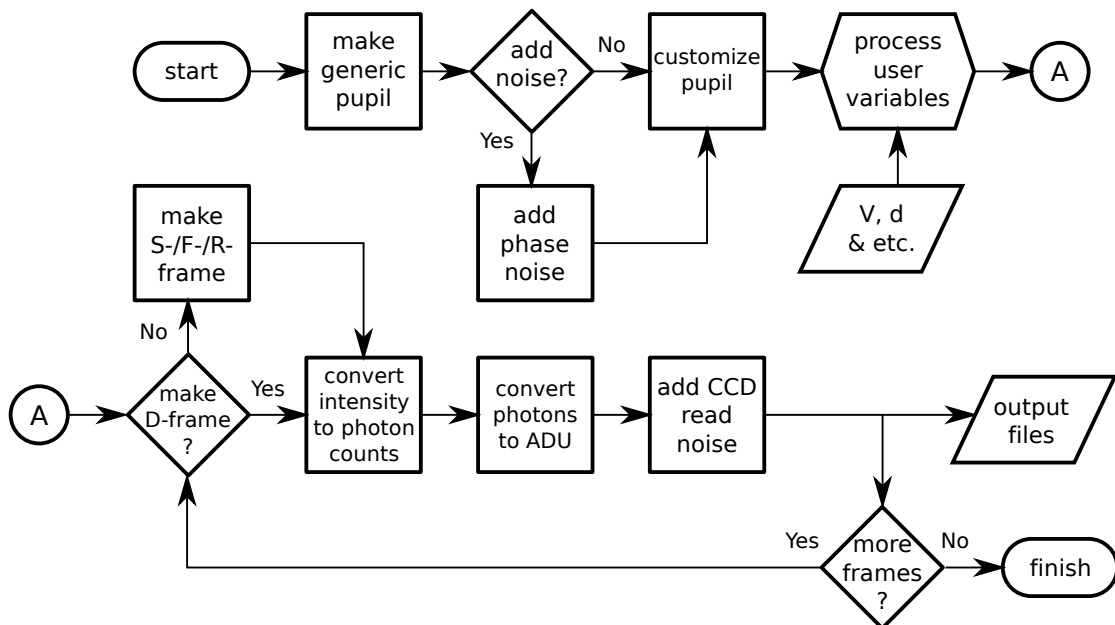 start
make
generic
pupil
add
noise?
No
Yes
customize
pupil
process
user
variables
A
add
phase
noise
V, d
& etc.
make
S-/F-/R-
frame
No
A
make
D-frame
?
Yes
convert
intensity
to photon
counts
convert
photons
to ADU
add CCD
read
noise
output
files
Yes
more
frames
?
No
finish